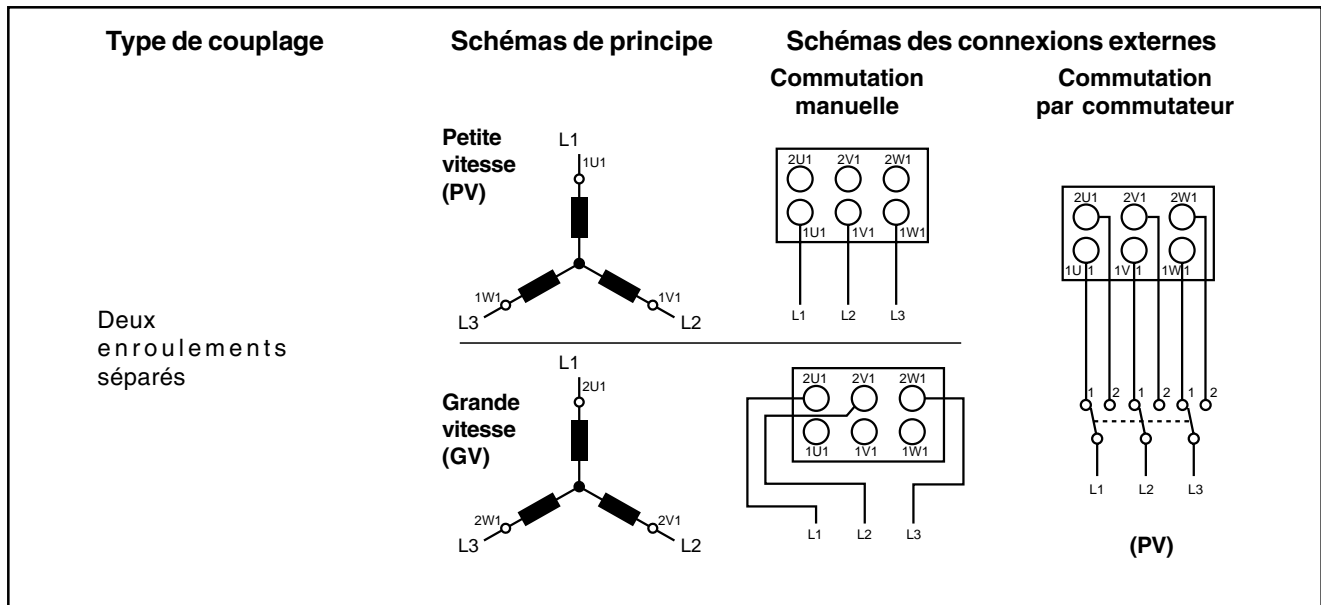 Type de couplage
Schémas de principe
Schémas des connexions externes
Commutation
manuelle
Commutation
par commutateur
Deux
enroulements
séparés
Petite
vitesse
(PV)
L1
1U1
1W1
1V1
L3
L2
2U1 2V1 2W1
1U1 1V1 1W1
L1 L2 L3
Grande
vitesse
(GV)
L1
2U1
2W1
2V1
L3
L2
2U1 2V1 2W1
1U1 1V1 1W1
L1 L2 L3
2U1 2V1 2W1
1U 1 1V 1 1W 1
1 2 1 2 1 2
L1 L2 L3
(PV)